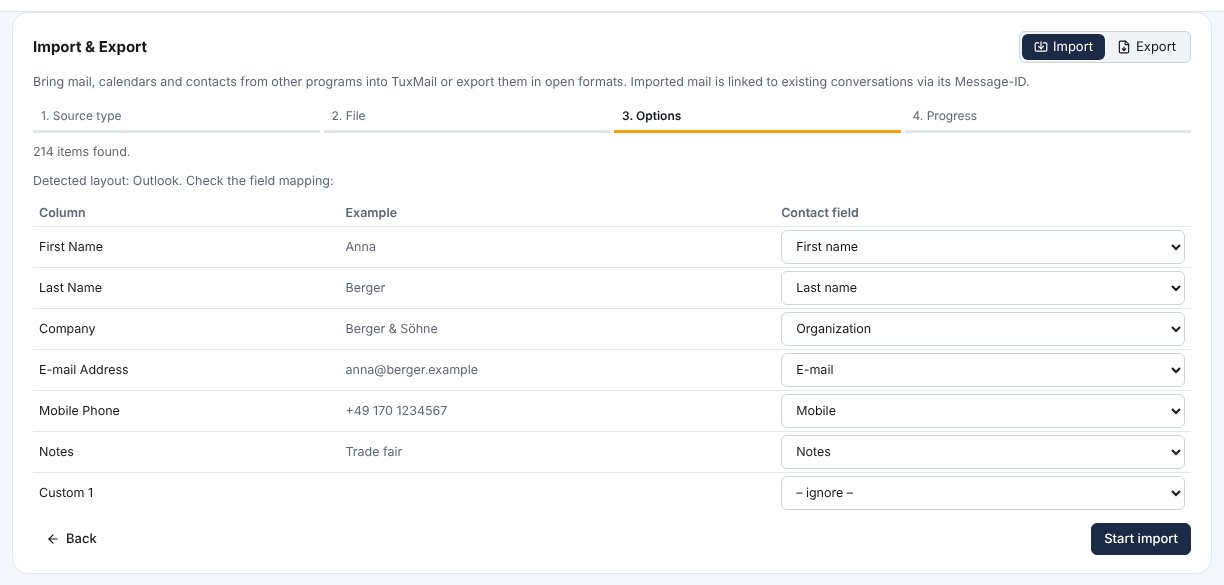 Import & Export
Import
Export
Bring mail, calendars and contacts from other programs into TuxMail or export them in open formats. Imported mail is linked to existing conversations via its Message-ID.
1. Source type
2. File
3. Options
4. Progress
214 items found.
Detected layout: Outlook. Check the field mapping:
Column Example Contact field
First Name Anna First name
Last Name Berger Last name
Company Berger & Söhne Organization
E-mail Address anna@berger.example E-mail
Mobile Phone +49 170 1234567 Mobile
Notes Trade fair Notes
Custom 1 – ignore –
← Back
Start import